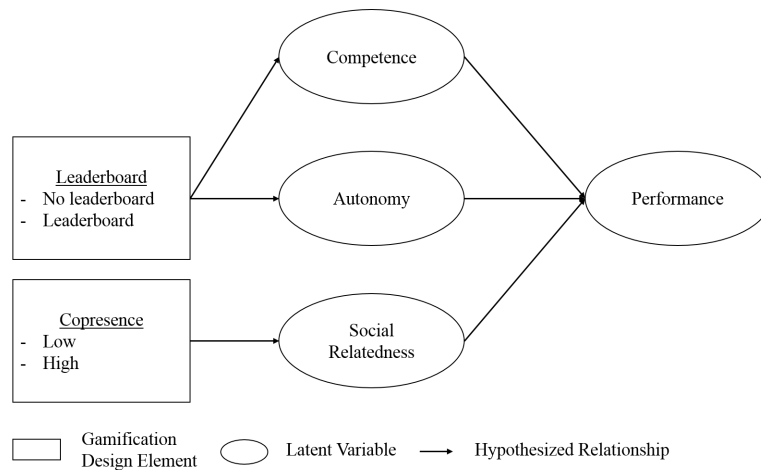 Competence
Leaderboard
- No leaderboard
- Leaderboard
Autonomy
Performance
Copresence
- Low
- High
Social
Relatedness
Gamification
Design Element
Latent Variable
Hypothesized Relationship